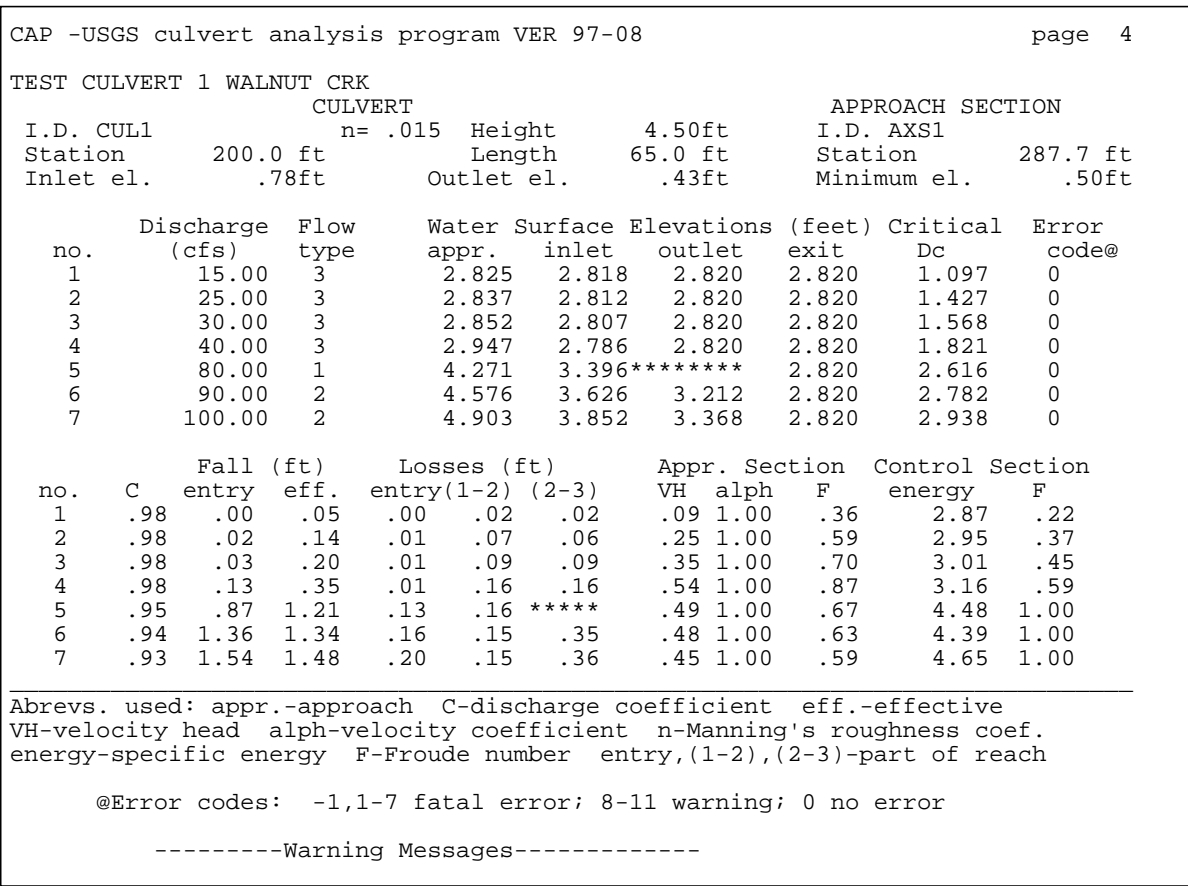 CAP -USGS culvert analysis program VER 97-08                           page  4
TEST CULVERT 1 WALNUT CRK
                     CULVERT                             APPROACH SECTION
 I.D. CUL1             n= .015  Height      4.50ft      I.D. AXS1
 Station      200.0 ft          Length     65.0 ft      Station      287.7 ft
 Inlet el.       .78ft       Outlet el.      .43ft      Minimum el.     .50ft
         Discharge  Flow     Water Surface Elevations (feet) Critical  Error
   no.     (cfs)    type     appr.   inlet   outlet   exit     Dc       code@
    1        15.00   3        2.825   2.818   2.820   2.820    1.097    0
    2        25.00   3        2.837   2.812   2.820   2.820    1.427    0
    3        30.00   3        2.852   2.807   2.820   2.820    1.568    0
    4        40.00   3        2.947   2.786   2.820   2.820    1.821    0
    5        80.00   1        4.271   3.396********   2.820    2.616    0
    6        90.00   2        4.576   3.626   3.212   2.820    2.782    0
    7       100.00   2        4.903   3.852   3.368   2.820    2.938    0
             Fall (ft)     Losses (ft)       Appr. Section  Control Section
  no.   C   entry  eff.  entry(1-2) (2-3)    VH  alph   F    energy    F
   1   .98   .00   .05   .00   .02   .02     .09 1.00  .36      2.87   .22
   2   .98   .02   .14   .01   .07   .06     .25 1.00  .59      2.95   .37
   3   .98   .03   .20   .01   .09   .09     .35 1.00  .70      3.01   .45
   4   .98   .13   .35   .01   .16   .16     .54 1.00  .87      3.16   .59
   5   .95   .87  1.21   .13   .16 *****     .49 1.00  .67      4.48  1.00
   6   .94  1.36  1.34   .16   .15   .35     .48 1.00  .63      4.39  1.00
   7   .93  1.54  1.48   .20   .15   .36     .45 1.00  .59      4.65  1.00
Abrevs. used: appr.-approach  C-discharge coefficient  eff.-effective
VH-velocity head  alph-velocity coefficient  n-Manning's roughness coef.
energy-specific energy  F-Froude number  entry,(1-2),(2-3)-part of reach
      @Error codes:  -1,1-7 fatal error; 8-11 warning; 0 no error
          ---------Warning Messages-------------